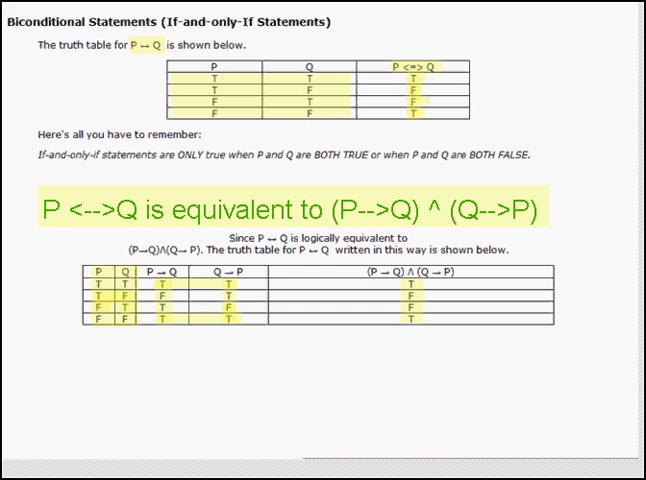 Biconditional Statements (If-and-only-If Statements)
The truth table for P ↔ Q is shown below.
P Q P <=> Q
T T T
T F F
F T F
F F T
Here's all you have to remember:
If-and-only-if statements are ONLY true when P and Q are BOTH TRUE or when P and Q are BOTH FALSE.
P <-->Q is equivalent to (P-->Q) ^ (Q-->P)
Since P ↔ Q is logically equivalent to
(P→Q)Λ(Q→ P). The truth table for P ↔ Q written in this way is shown below.
P Q P → Q Q → P (P → Q) Λ (Q → P)
T T T T T
T F F T F
F T T F F
F F T T T